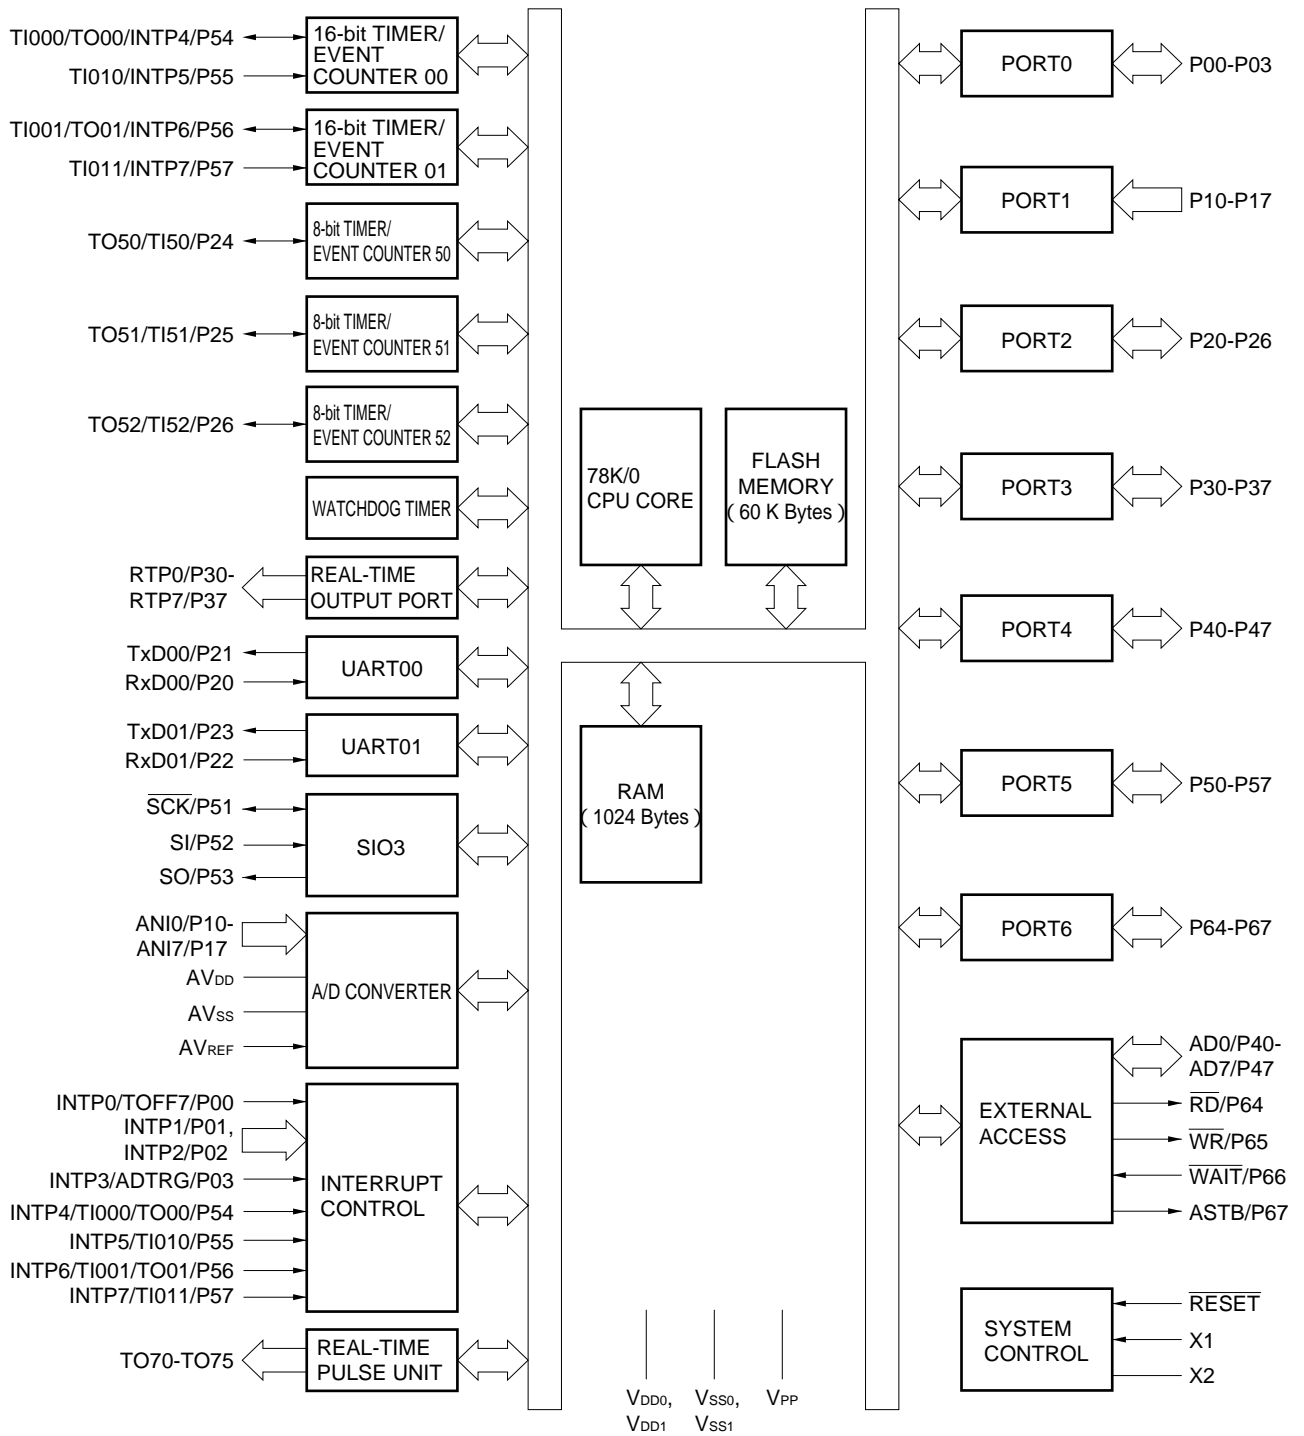 TI000/TO00/INTP4/P54
TI010/INTP5/P55
16-bit TIMER/
EVENT
COUNTER 00
TI001/TO01/INTP6/P56
TI011/INTP7/P57
16-bit TIMER/
EVENT
COUNTER 01
TO50/TI50/P24
8-bit TIMER/
EVENT COUNTER 50
TO51/TI51/P25
8-bit TIMER/
EVENT COUNTER 51
TO52/TI52/P26
8-bit TIMER/
EVENT COUNTER 52
WATCHDOG TIMER
RTP0/P30-
RTP7/P37
REAL-TIME
OUTPUT PORT
TxD00/P21
RxD00/P20
UART00
TxD01/P23
RxD01/P22
UART01
S̅C̅K̅/P51
SI/P52
SO/P53
SIO3
ANI0/P10-
ANI7/P17
AVDD
AVSS
AVREF
A/D CONVERTER
INTP0/TOFF7/P00
INTP1/P01,
INTP2/P02
INTP3/ADTRG/P03
INTP4/TI000/TO00/P54
INTP5/TI010/P55
INTP6/TI001/TO01/P56
INTP7/TI011/P57
INTERRUPT
CONTROL
TO70-TO75
REAL-TIME
PULSE UNIT
78K/0
CPU CORE
FLASH
MEMORY
( 60 K Bytes )
RAM
( 1024 Bytes )
VDD0,
VDD1
VSS0,
VSS1
VPP
PORT0
P00-P03
PORT1
P10-P17
PORT2
P20-P26
PORT3
P30-P37
PORT4
P40-P47
PORT5
P50-P57
PORT6
P64-P67
EXTERNAL
ACCESS
AD0/P40-
AD7/P47
R̅D̅/P64
W̅R̅/P65
W̅A̅I̅T̅/P66
ASTB/P67
SYSTEM
CONTROL
R̅E̅S̅E̅T̅
X1
X2